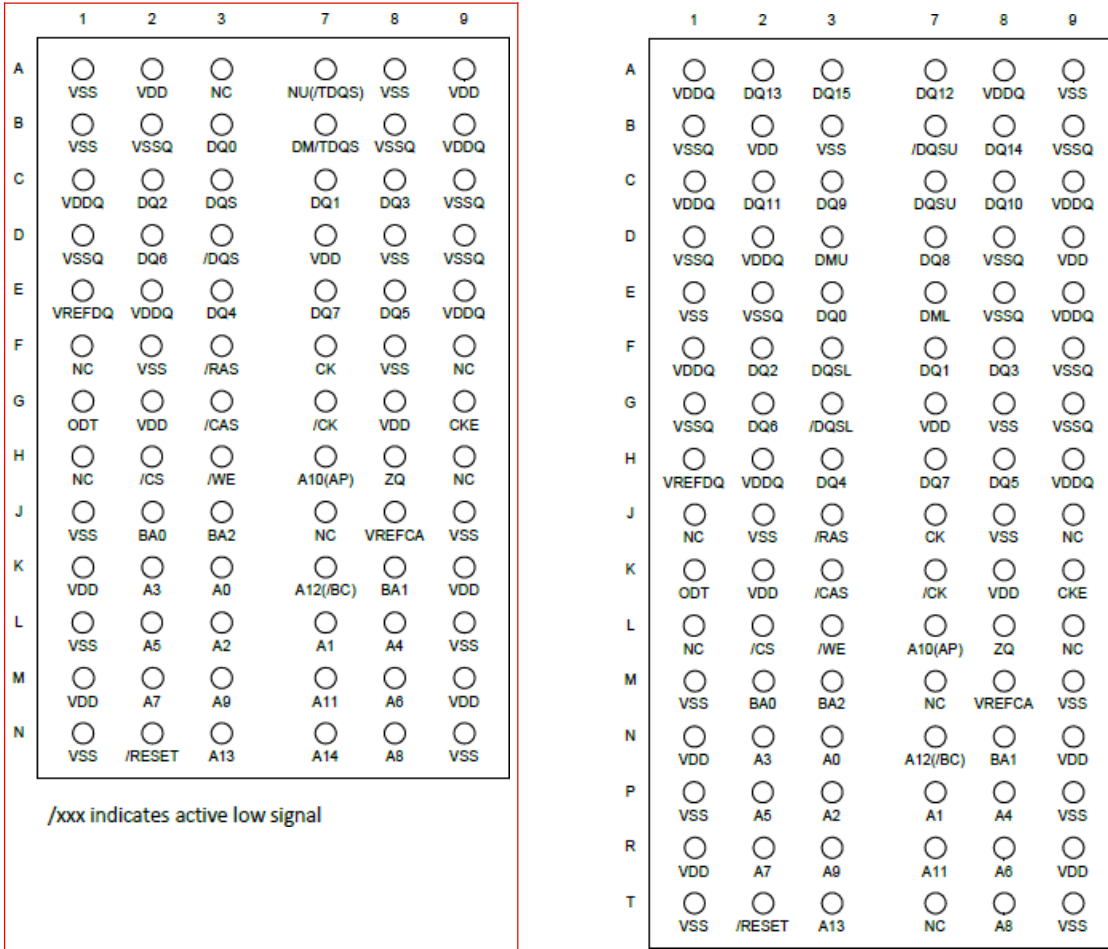 1 2 3 7 8 9
A
VSS VDD NC NU(/TDQS) VSS VDD
B
VSS VSSQ DQ0 DM/TDQS VSSQ VDDQ
C
VDDQ DQ2 DQS DQ1 DQ3 VSSQ
D
VSSQ DQ6 /DQS VDD VSS VSSQ
E
VREFDQ VDDQ DQ4 DQ7 DQ5 VDDQ
F
NC VSS /RAS CK VSS NC
G
ODT VDD /CAS /CK VDD CKE
H
NC /CS /WE A10(AP) ZQ NC
J
VSS BA0 BA2 NC VREFCA VSS
K
VDD A3 A0 A12(/BC) BA1 VDD
L
VSS A5 A2 A1 A4 VSS
M
VDD A7 A9 A11 A6 VDD
N
VSS /RESET A13 A14 A8 VSS
/xxx indicates active low signal
1 2 3 7 8 9
A
VDDQ DQ13 DQ15 DQ12 VDDQ VSS
B
VSSQ VDD VSS /DQSU DQ14 VSSQ
C
VDDQ DQ11 DQ9 DQSU DQ10 VDDQ
D
VSSQ VDDQ DMU DQ8 VSSQ VDD
E
VSS VSSQ DQ0 DML VSSQ VDDQ
F
VDDQ DQ2 DQSL DQ1 DQ3 VSSQ
G
VSSQ DQ6 /DQSL VDD VSS VSSQ
H
VREFDQ VDDQ DQ4 DQ7 DQ5 VDDQ
J
NC VSS /RAS CK VSS NC
K
ODT VDD /CAS /CK VDD CKE
L
NC /CS /WE A10(AP) ZQ NC
M
VSS BA0 BA2 NC VREFCA VSS
N
VDD A3 A0 A12(/BC) BA1 VDD
P
VSS A5 A2 A1 A4 VSS
R
VDD A7 A9 A11 A6 VDD
T
VSS /RESET A13 NC A8 VSS